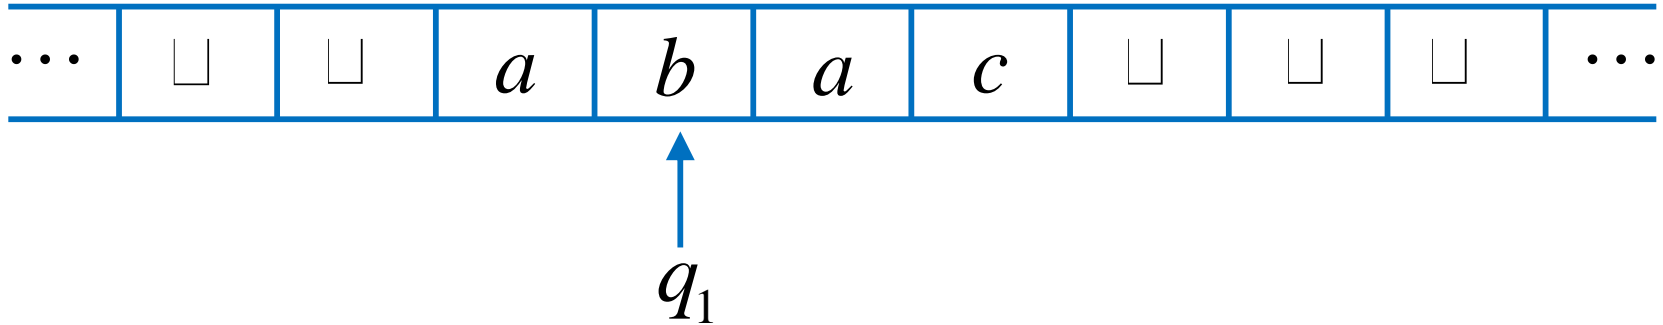 … ⊔ ⊔ a b a c ⊔ ⊔ ⊔ …
q₁